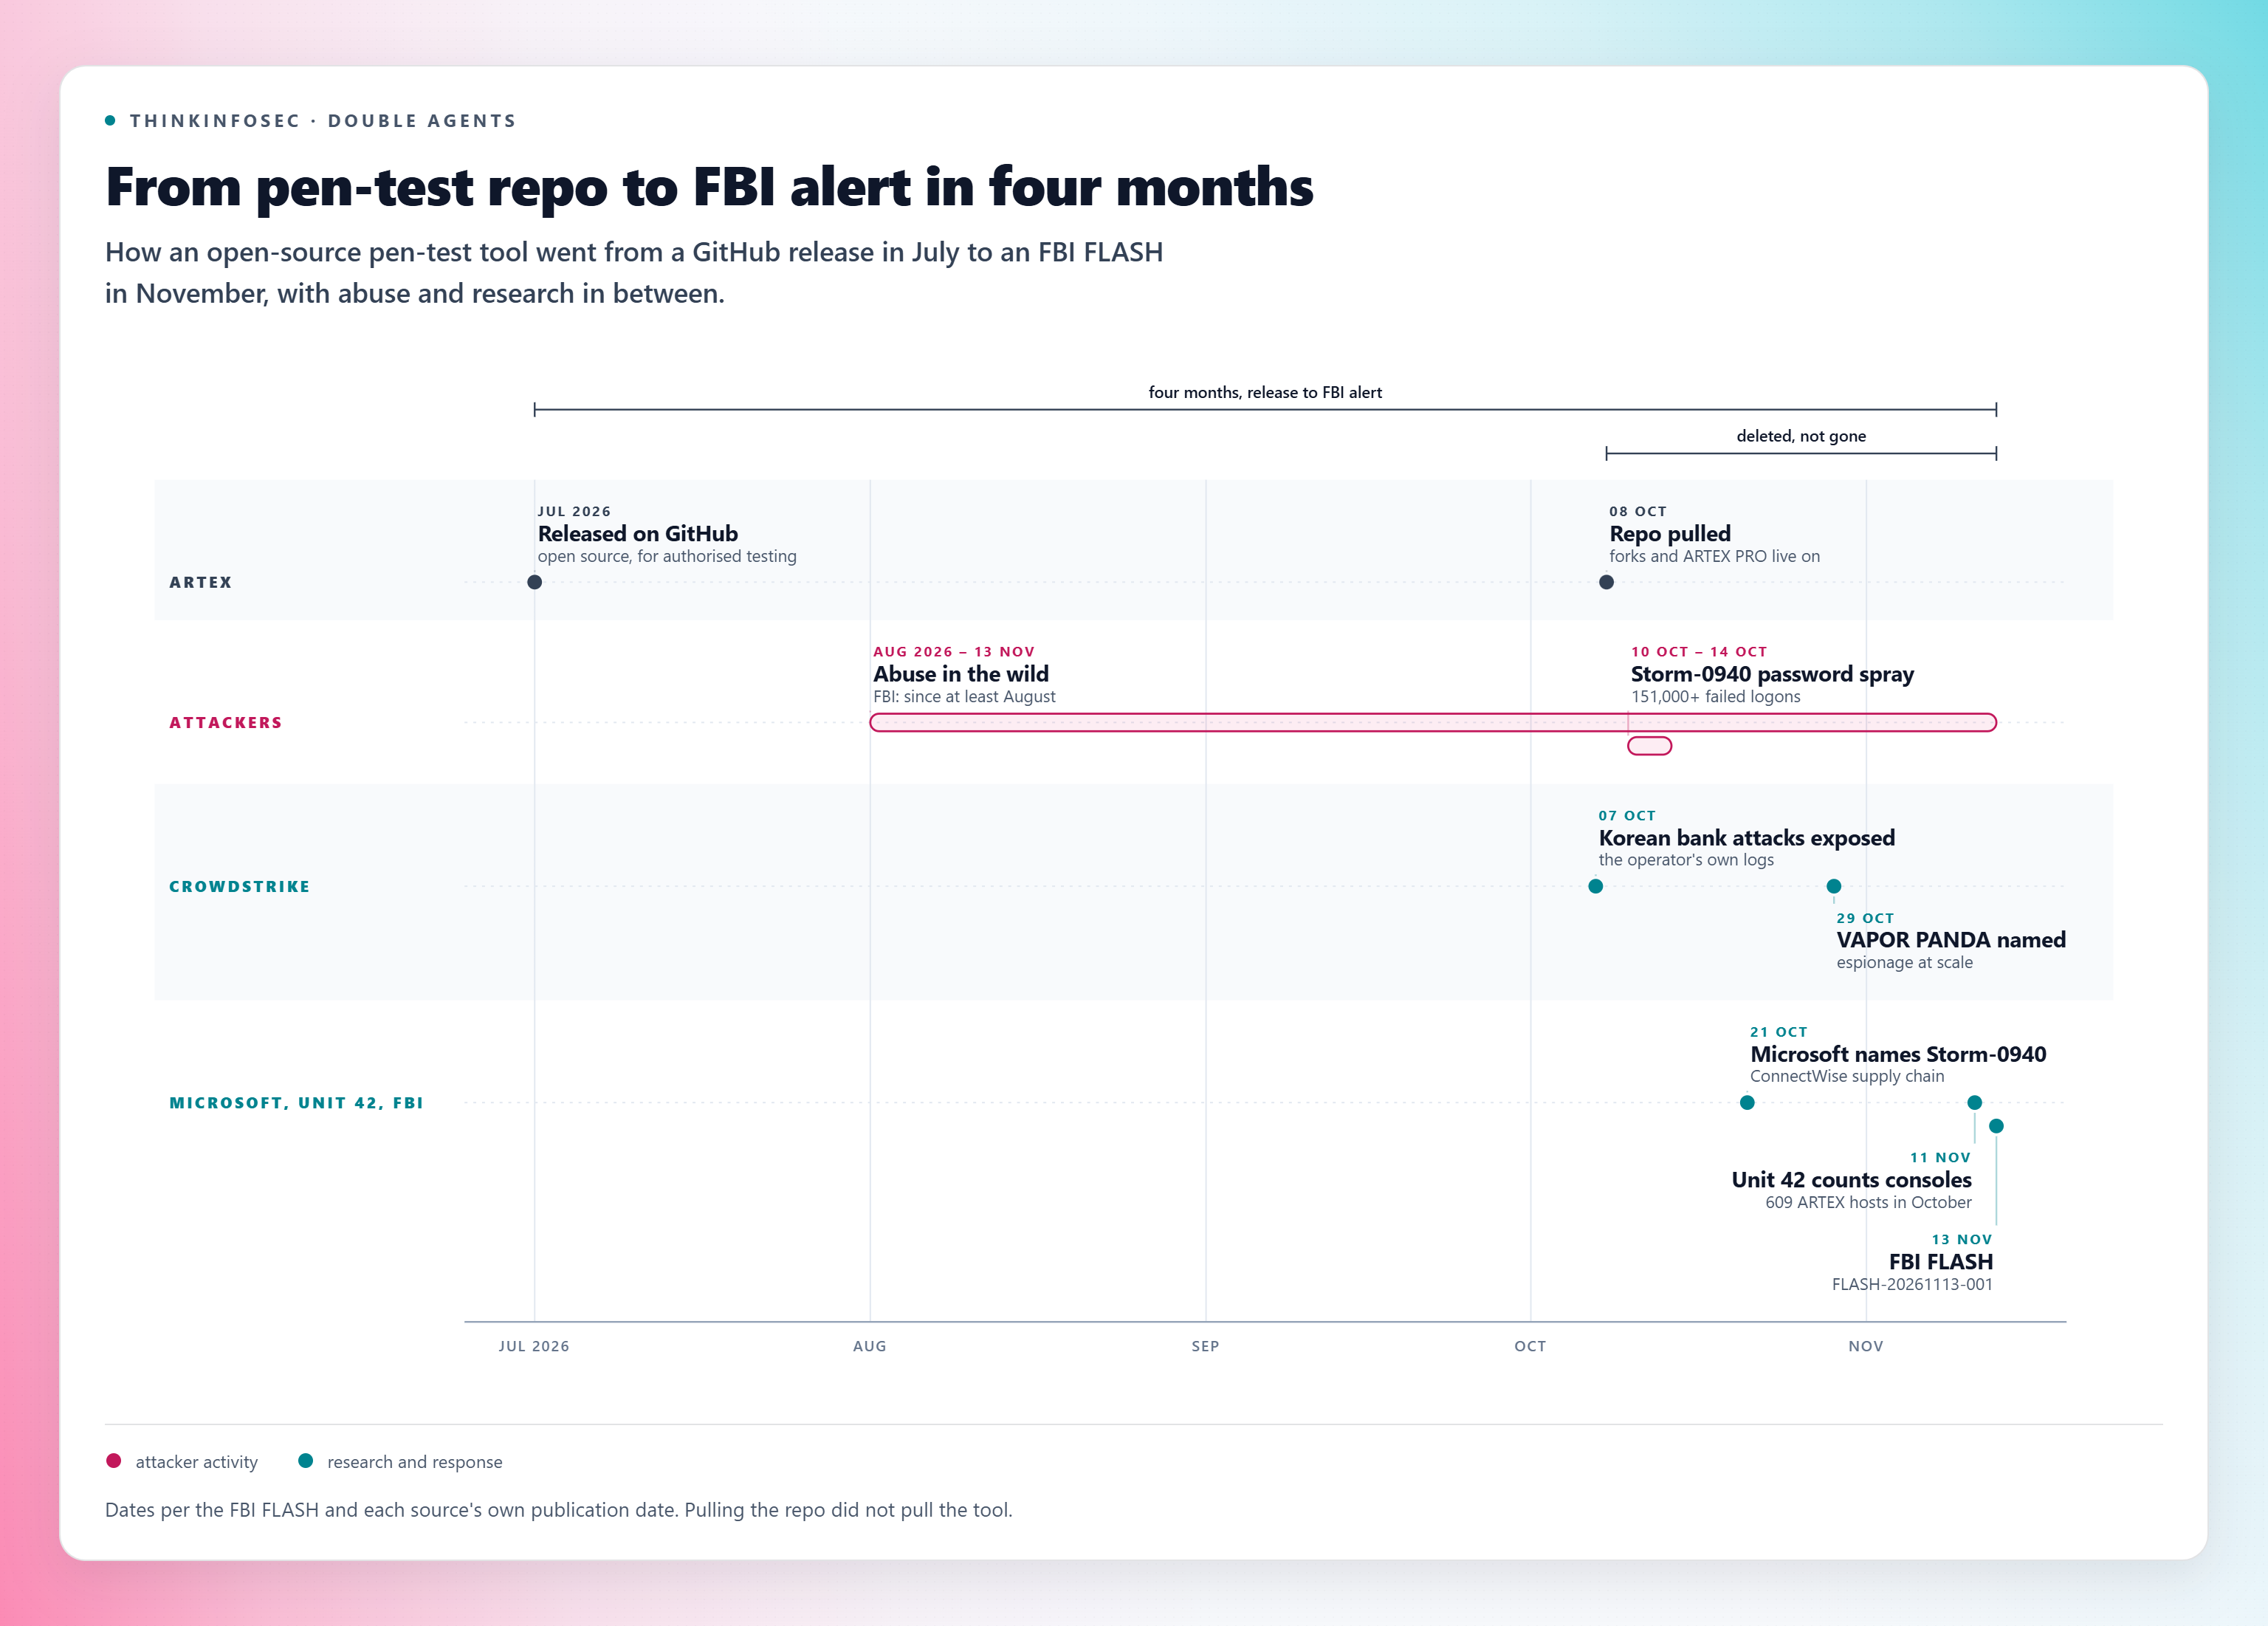 THINKINFOSEC · DOUBLE AGENTS
From pen-test repo to FBI alert in four months
How an open-source pen-test tool went from a GitHub release in July to an FBI FLASH
in November, with abuse and research in between.
four months, release to FBI alert
deleted, not gone
ARTEX
JUL 2026
Released on GitHub
open source, for authorised testing
08 OCT
Repo pulled
forks and ARTEX PRO live on
ATTACKERS
AUG 2026 – 13 NOV
Abuse in the wild
FBI: since at least August
10 OCT – 14 OCT
Storm-0940 password spray
151,000+ failed logons
CROWDSTRIKE
07 OCT
Korean bank attacks exposed
the operator's own logs
29 OCT
VAPOR PANDA named
espionage at scale
MICROSOFT, UNIT 42, FBI
21 OCT
Microsoft names Storm-0940
ConnectWise supply chain
11 NOV
Unit 42 counts consoles
609 ARTEX hosts in October
13 NOV
FBI FLASH
FLASH-20261113-001
JUL 2026
AUG
SEP
OCT
NOV
attacker activity
research and response
Dates per the FBI FLASH and each source's own publication date. Pulling the repo did not pull the tool.